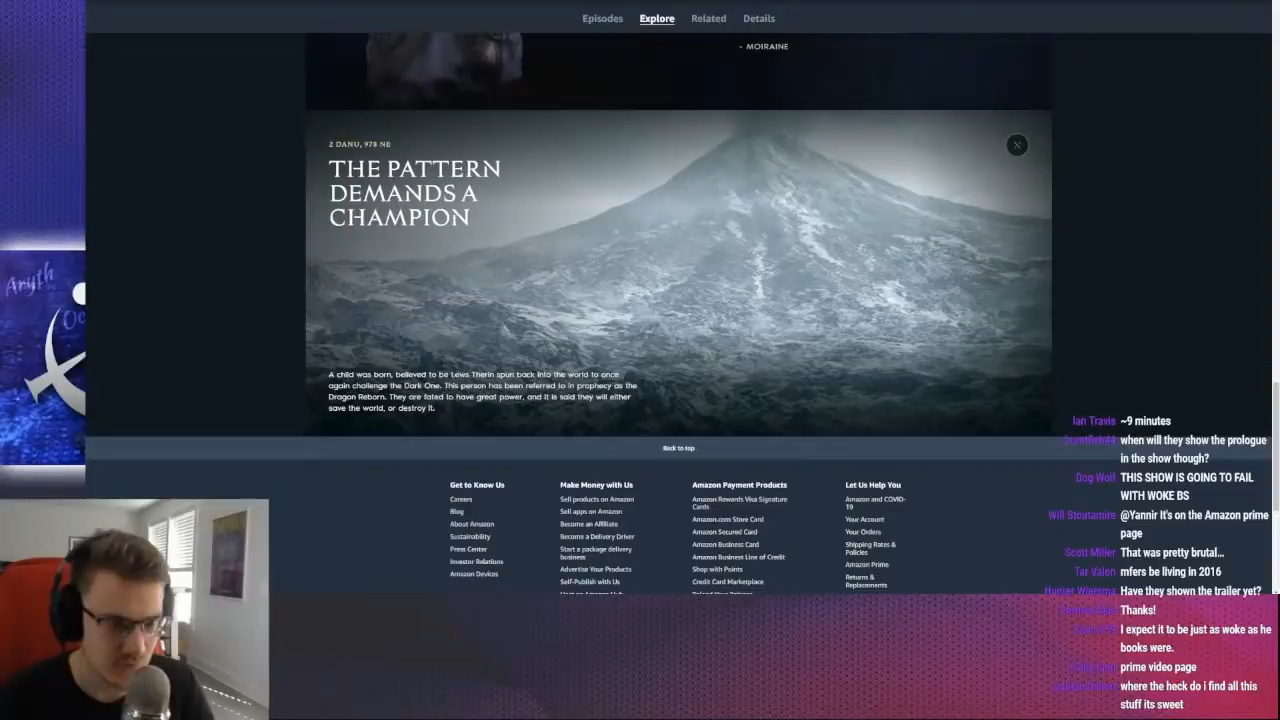 Episodes
Explore
Related
Details
- MOIRAINE
2 DANU, 978 NE
THE PATTERN
DEMANDS A
CHAMPION
A child was born, believed to be Lews Therin spun back into the world to once
again challenge the Dark One. This person has been referred to in prophecy as the
Dragon Reborn. They are fated to have great power, and it is said they will either
save the world, or destroy it.
Back to top
Get to Know Us
Careers
Blog
About Amazon
Sustainability
Press Center
Investor Relations
Amazon Devices
Make Money with Us
Sell products on Amazon
Sell apps on Amazon
Become an Affiliate
Become a Delivery Driver
Start a package delivery
business
Advertise Your Products
Self-Publish with Us
Amazon Payment Products
Amazon Rewards Visa Signature
Cards
Amazon.com Store Card
Amazon Secured Card
Amazon Business Card
Amazon Business Line of Credit
Shop with Points
Credit Card Marketplace
Let Us Help You
Amazon and COVID-
19
Your Account
Your Orders
Shipping Rates &
Policies
Amazon Prime
Returns &
Replacements
Aryth
Oc
Ian Travis ~9 minutes
when will they show the prologue
in the show though?
Dog Wolf THIS SHOW IS GOING TO FAIL
WITH WOKE BS
Will Stoutamire @Yannir It's on the Amazon prime
page
Scott Miller That was pretty brutal...
Tar Valon mfers be living in 2016
Hunter Wiersma Have they shown the trailer yet?
Thanks!
I expect it to be just as woke as he
books were.
prime video page
where the heck do i find all this
stuff its sweet